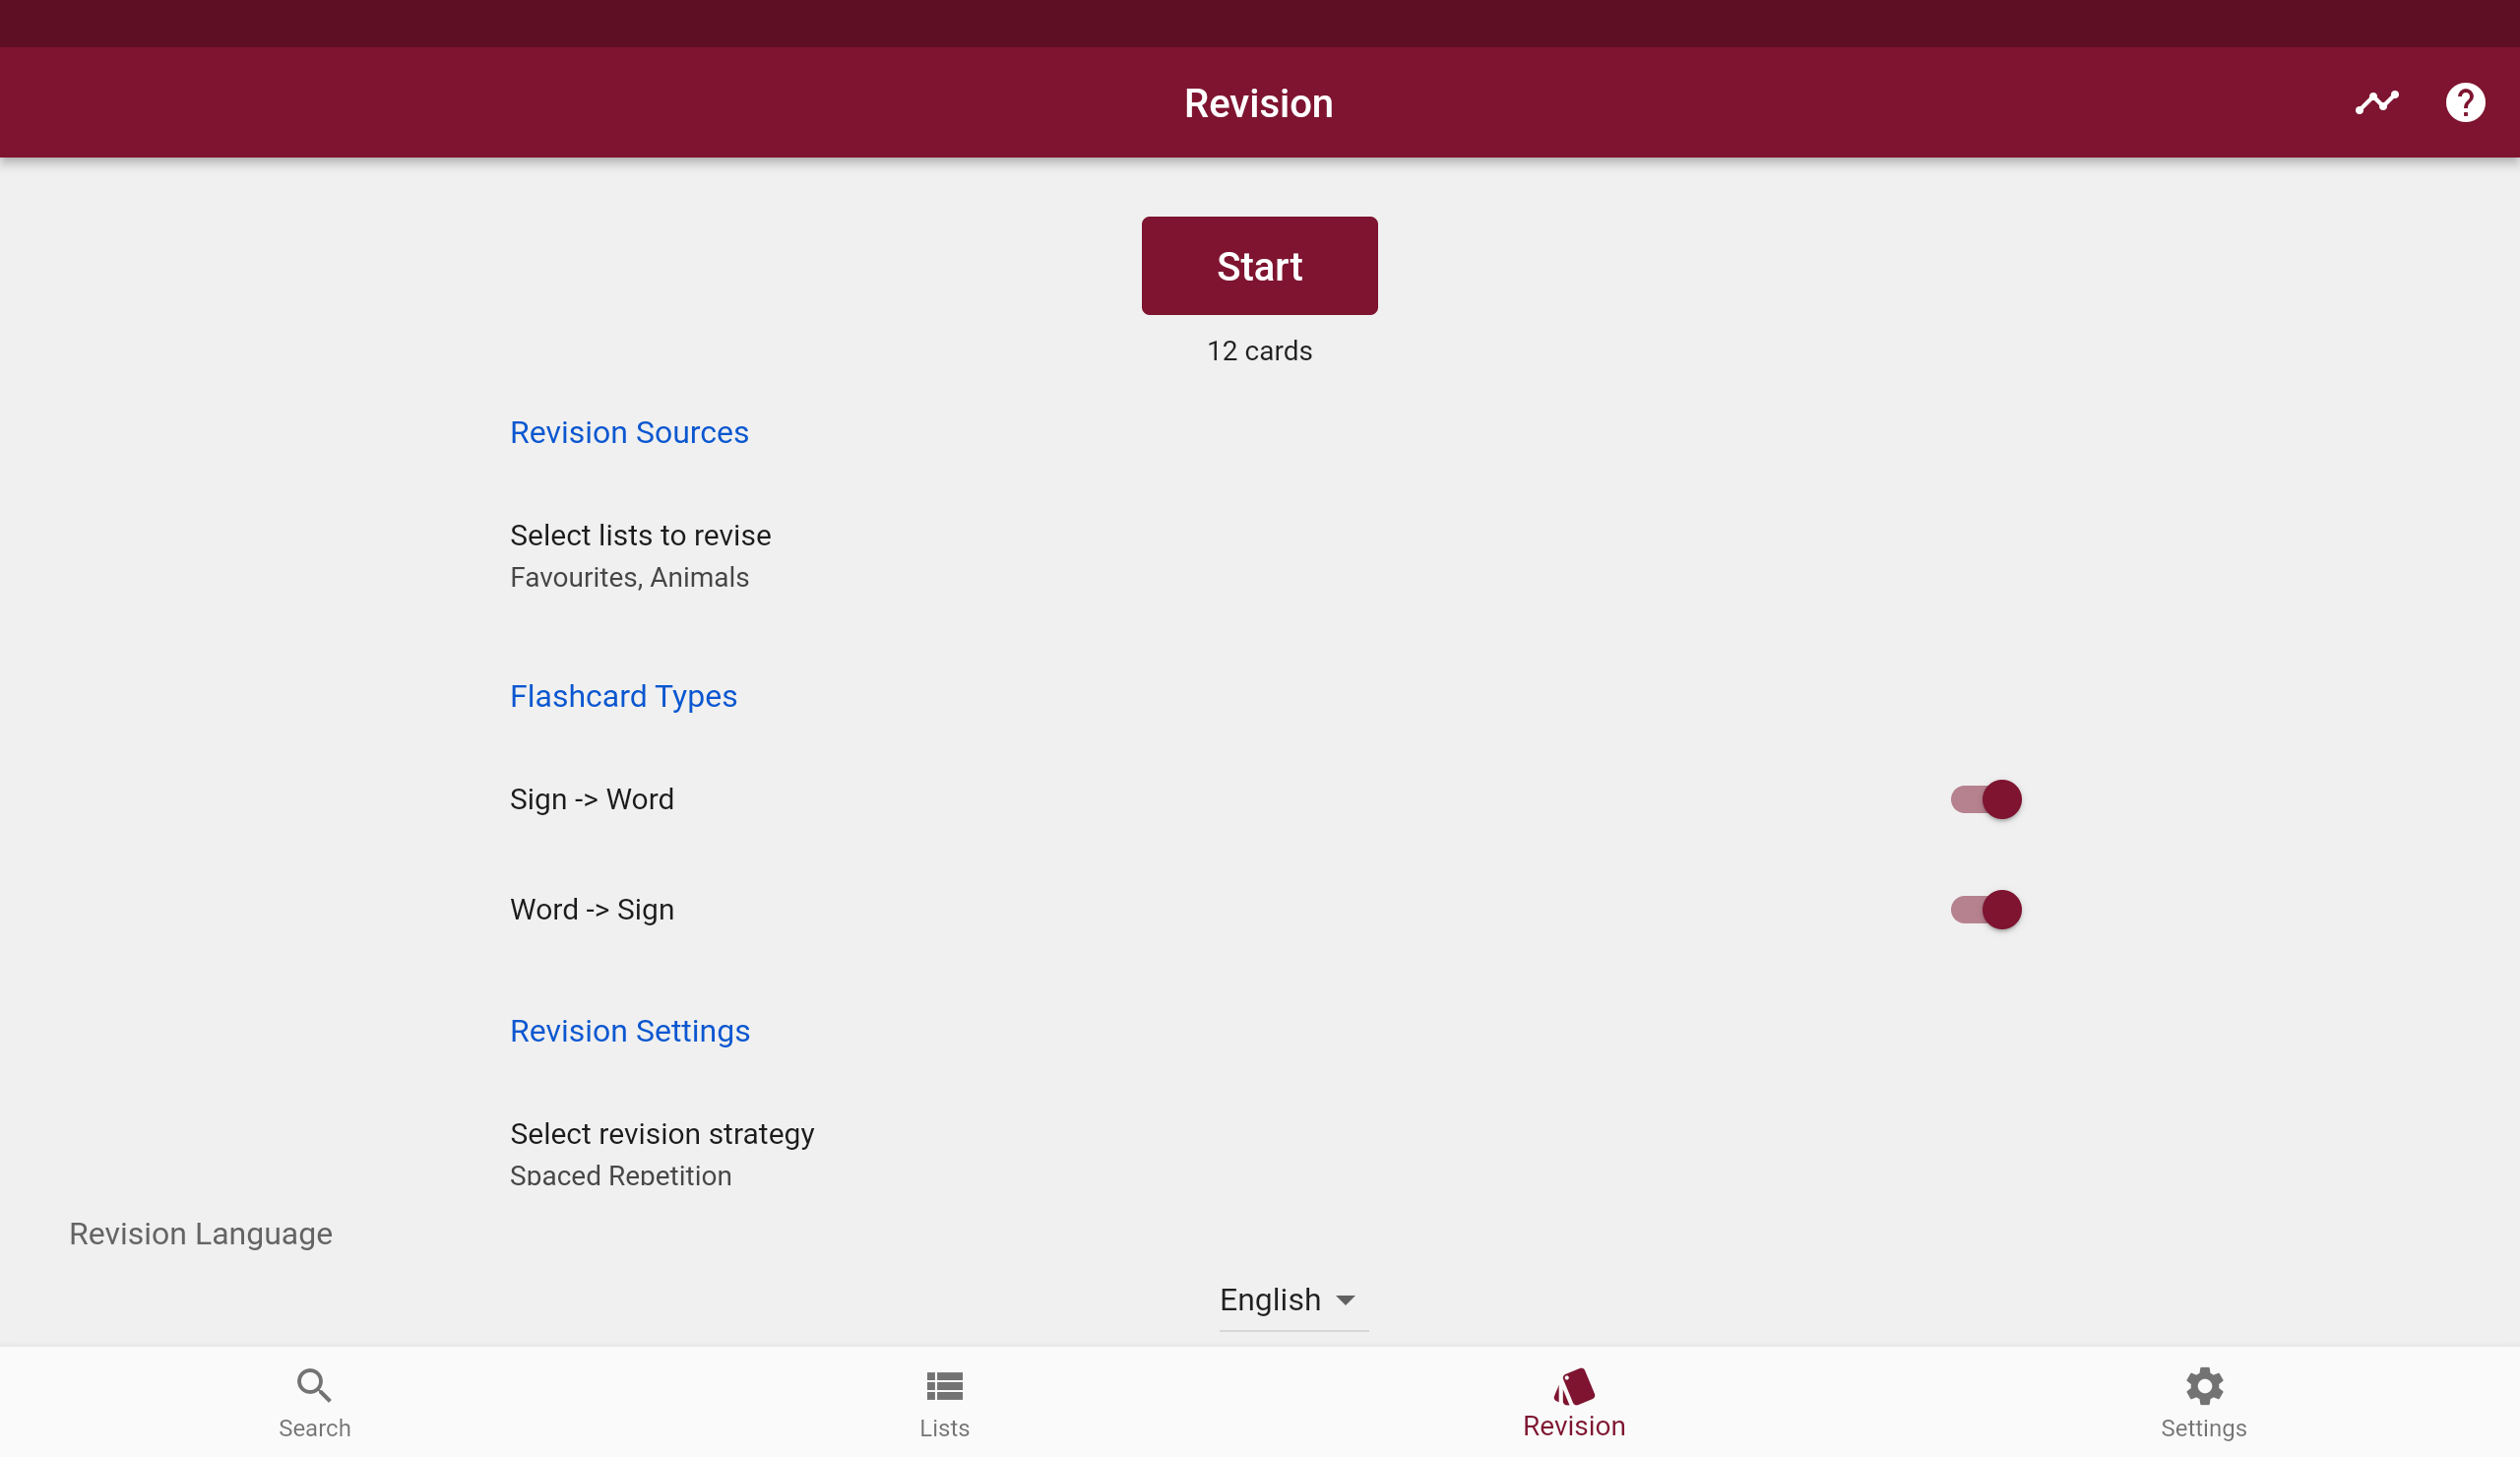 Revision
Start
12 cards
Revision Sources
Select lists to revise
Favourites, Animals
Flashcard Types
Sign -> Word
Word -> Sign
Revision Settings
Select revision strategy
Spaced Repetition
Revision Language
English
Search
Lists
Revision
Settings